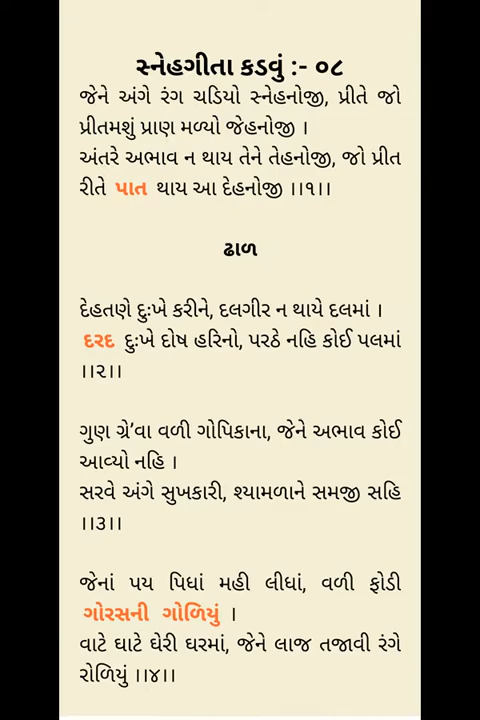 સ્નેહગીતા કડવું :- ૦૮
જેને અંગે રંગ ચડિયો સ્નેહનોજી, પ્રીતે જો
પ્રીતમશું પ્રાણ મળ્યો જેહનોજી ।
અંતરે અભાવ ન થાય તેને તેહનોજી, જો પ્રીત
રીતે પાત થાય આ દેહનોજી ।।૧।।
ઢાળ
દેહતણે દુઃખે કરીને, દલગીર ન થાયે દલમાં ।
દરદ દુઃખે દોષ હરિનો, પરઠે નહિ કોઈ પલમાં
।।૨।।
ગુણ ગ્રે'વા વળી ગોપિકાના, જેને અભાવ કોઈ
આવ્યો નહિ ।
સરવે અંગે સુખકારી, શ્યામળાને સમજી સહિ
।।૩।।
જેનાં પય પિધાં મહી લીધાં, વળી ફોડી
ગોરસની ગોળિયું ।
વાટે ઘાટે ઘેરી ઘરમાં, જેને લાજ તજાવી રંગે
રોળિયું ।।૪।।